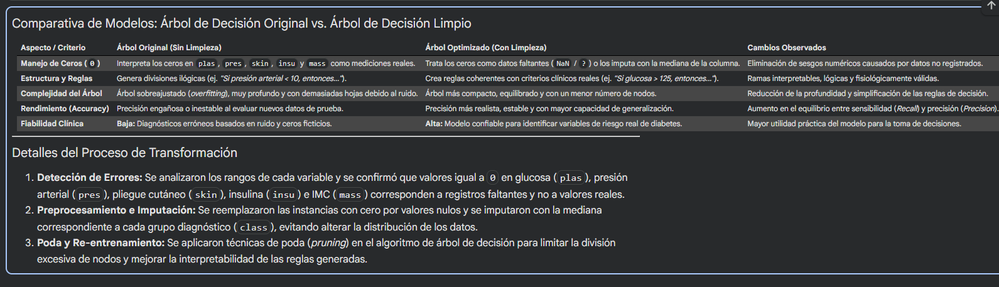 Comparativa de Modelos: Árbol de Decisión Original vs. Árbol de Decisión Limpio
Aspecto / Criterio Árbol Original (Sin Limpieza) Árbol Optimizado (Con Limpieza) Cambios Observados
Manejo de Ceros ( 0 ) Interpreta los ceros en plas , pres , skin , insu y mass como mediciones reales. Trata los ceros como datos faltantes ( NaN / ? ) o los imputa con la mediana de la columna. Eliminación de sesgos numéricos causados por datos no registrados.
Estructura y Reglas Genera divisiones ilógicas (ej. "Si presión arterial < 10, entonces..."). Crea reglas coherentes con criterios clínicos reales (ej. "Si glucosa > 125, entonces..."). Ramas interpretables, lógicas y fisiológicamente válidas.
Complejidad del Árbol Árbol sobreajustado (overfitting), muy profundo y con demasiadas hojas debido al ruido. Árbol más compacto, equilibrado y con un menor número de nodos. Reducción de la profundidad y simplificación de las reglas de decisión.
Rendimiento (Accuracy) Precisión engañosa o inestable al evaluar nuevos datos de prueba. Precisión más realista, estable y con mayor capacidad de generalización. Aumento en el equilibrio entre sensibilidad (Recall) y precisión (Precision).
Fiabilidad Clínica Baja: Diagnósticos erróneos basados en ruido y ceros ficticios. Alta: Modelo confiable para identificar variables de riesgo real de diabetes. Mayor utilidad práctica del modelo para la toma de decisiones.
Detalles del Proceso de Transformación
1. Detección de Errores: Se analizaron los rangos de cada variable y se confirmó que valores igual a 0 en glucosa ( plas ), presión
arterial ( pres ), pliegue cutáneo ( skin ), insulina ( insu ) e IMC ( mass ) corresponden a registros faltantes y no a valores reales.
2. Preprocesamiento e Imputación: Se reemplazaron las instancias con cero por valores nulos y se imputaron con la mediana
correspondiente a cada grupo diagnóstico ( class ), evitando alterar la distribución de los datos.
3. Poda y Re-entrenamiento: Se aplicaron técnicas de poda (pruning) en el algoritmo de árbol de decisión para limitar la división
excesiva de nodos y mejorar la interpretabilidad de las reglas generadas.